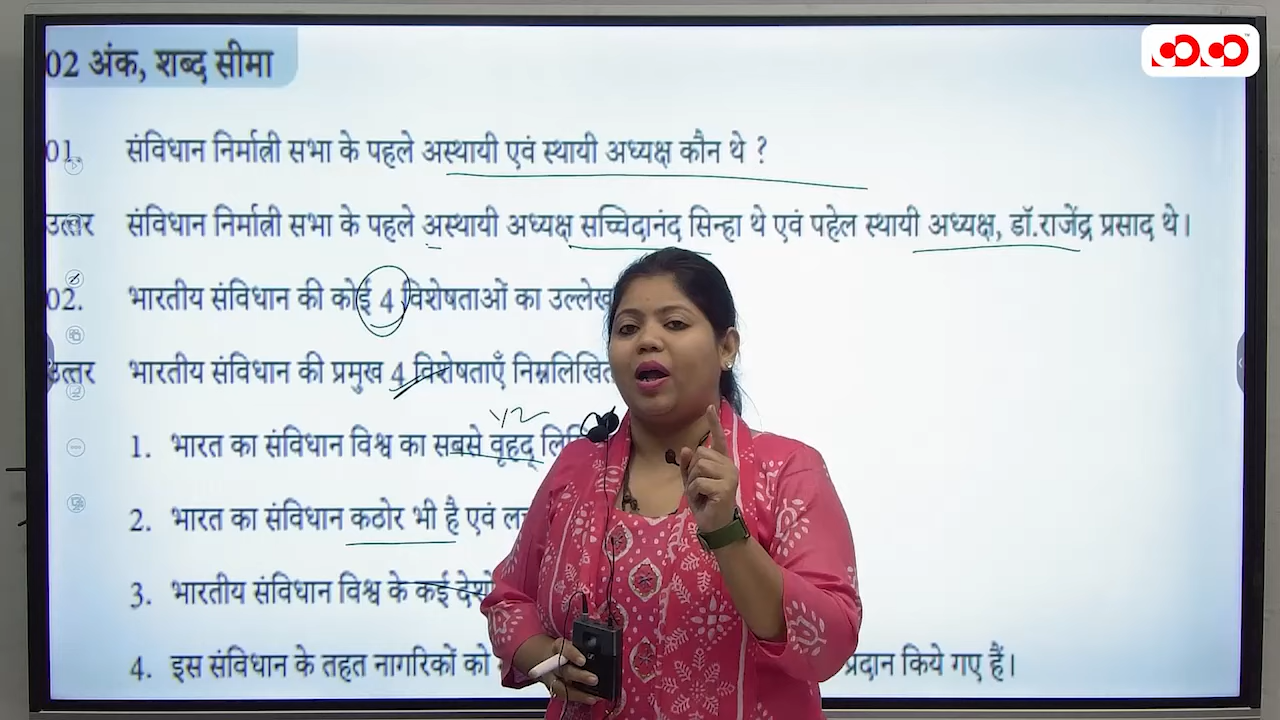 02 अंक, शब्द सीमा
01. संविधान निर्मात्री सभा के पहले अस्थायी एवं स्थायी अध्यक्ष कौन थे ?
उत्तर संविधान निर्मात्री सभा के पहले अस्थायी अध्यक्ष सच्चिदानंद सिन्हा थे एवं पहेल स्थायी अध्यक्ष, डॉ.राजेंद्र प्रसाद थे।
02. भारतीय संविधान की कोई 4 विशेषताओं का उल्लेख
उत्तर भारतीय संविधान की प्रमुख 4 विशेषताएँ निम्नलिखित
1. भारत का संविधान विश्व का सबसे वृहद्
2. भारत का संविधान कठोर भी है एवं
3. भारतीय संविधान विश्व के कई
4. इस संविधान के तहत नागरिकों को प्रदान किये गए हैं।